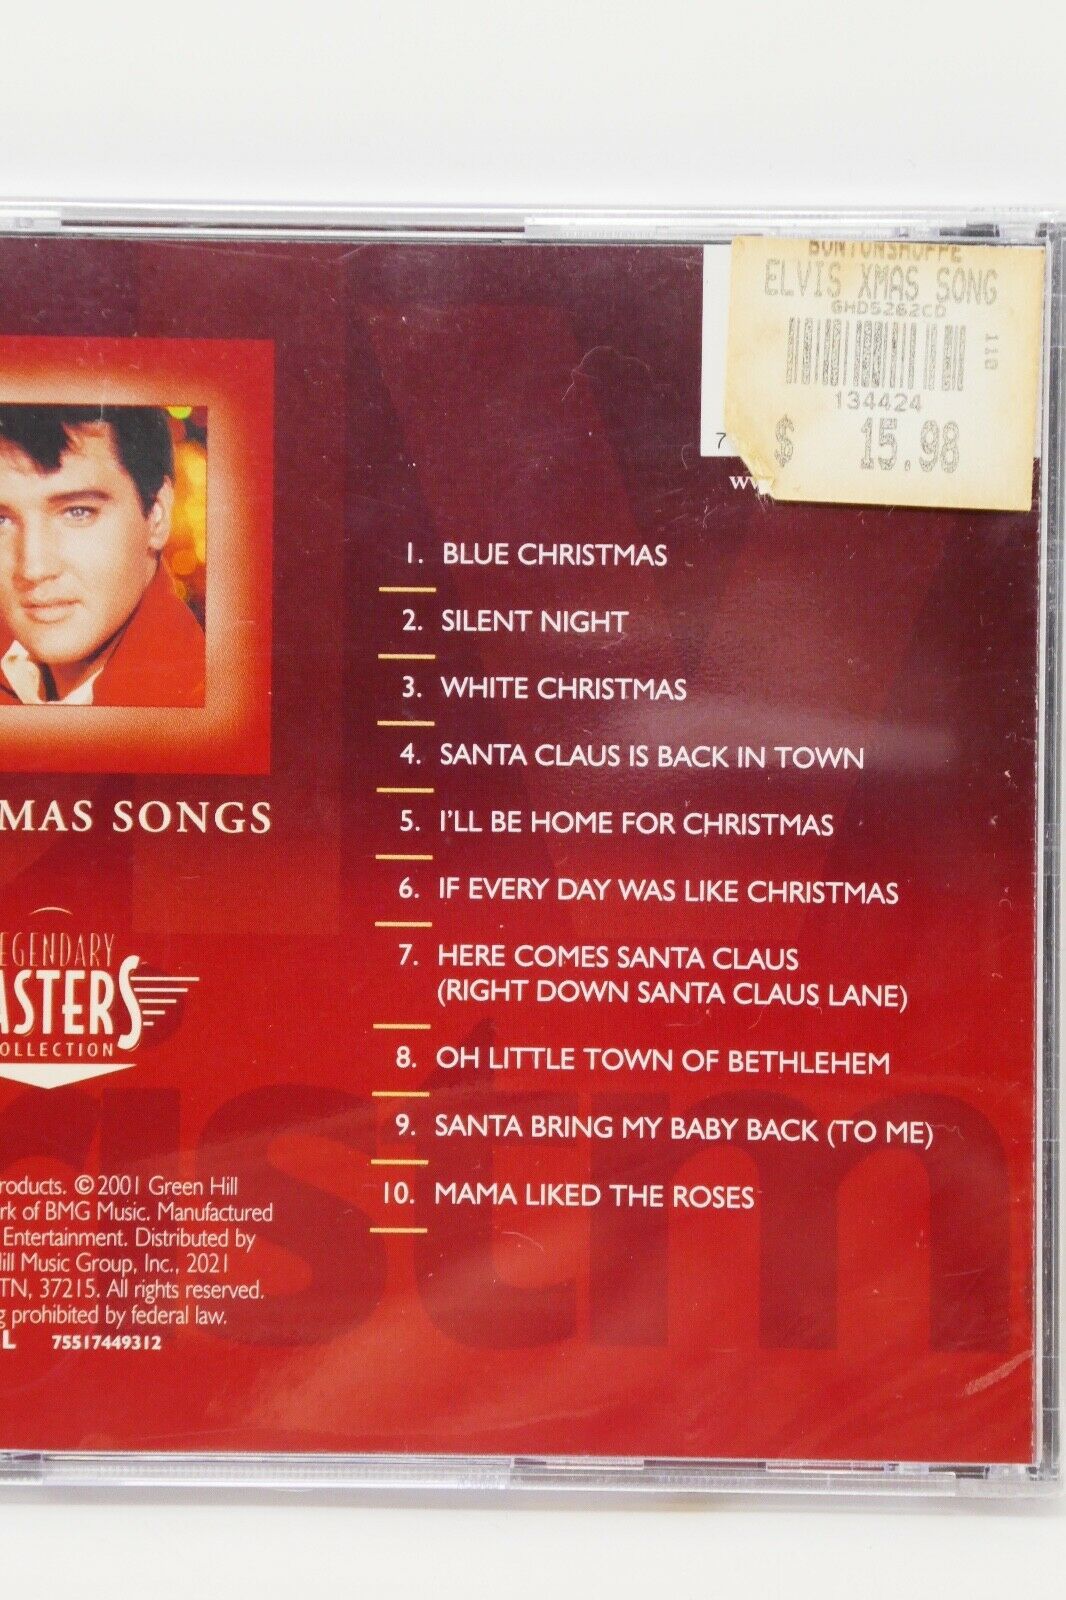 BONTONSHOPPE
ELVIS XMAS SONG
GHD5262CD
110
134424
$ 15.98
7
1. BLUE CHRISTMAS
2. SILENT NIGHT
3. WHITE CHRISTMAS
4. SANTA CLAUS IS BACK IN TOWN
5. I'LL BE HOME FOR CHRISTMAS
6. IF EVERY DAY WAS LIKE CHRISTMAS
7. HERE COMES SANTA CLAUS
(RIGHT DOWN SANTA CLAUS LANE)
8. OH LITTLE TOWN OF BETHLEHEM
9. SANTA BRING MY BABY BACK (TO ME)
10. MAMA LIKED THE ROSES
MAS SONGS
EGENDARY
ASTERS
OLLECTION
roducts. ©2001 Green Hill
rk of BMG Music. Manufactured
Entertainment. Distributed by
ill Music Group, Inc., 2021
TN, 37215. All rights reserved.
g prohibited by federal law.
L 75517449312
istm